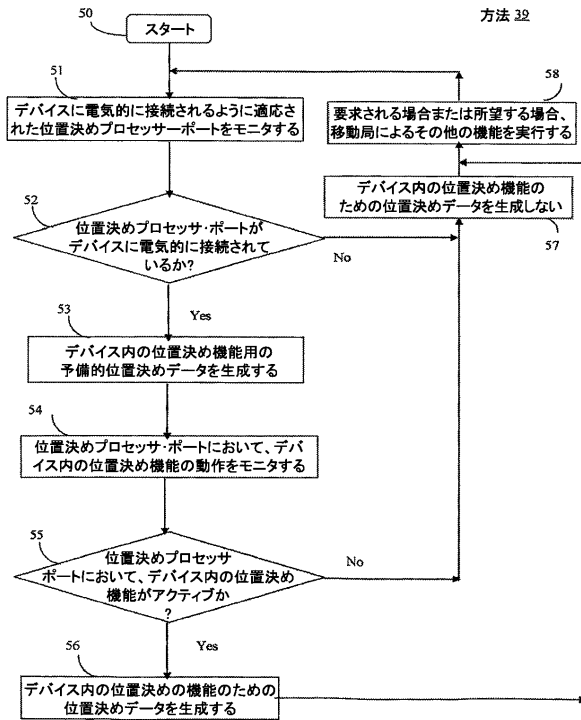 方法 39
50
スタート
51
デバイスに電気的に接続されるように適応さ
れた位置決めプロセッサーポートをモニタする
52
位置決めプロセッサ・ポートが
デバイスに電気的に接続されて
いるか?
No
Yes
53
デバイス内の位置決め機能用の
予備的位置決めデータを生成する
54
位置決めプロセッサ・ポートにおいて、デバ
イス内の位置決め機能の動作をモニタする
55
位置決めプロセッサ
ポートにおいて、デバイス内の位置決め
機能がアクティブか
?
No
Yes
56
デバイス内の位置決めの機能のための
位置決めデータを生成する
58
要求される場合または所望する場合、
移動局によるその他の機能を実行する
デバイス内の位置決め機能の
ための位置決めデータを生成しない
57